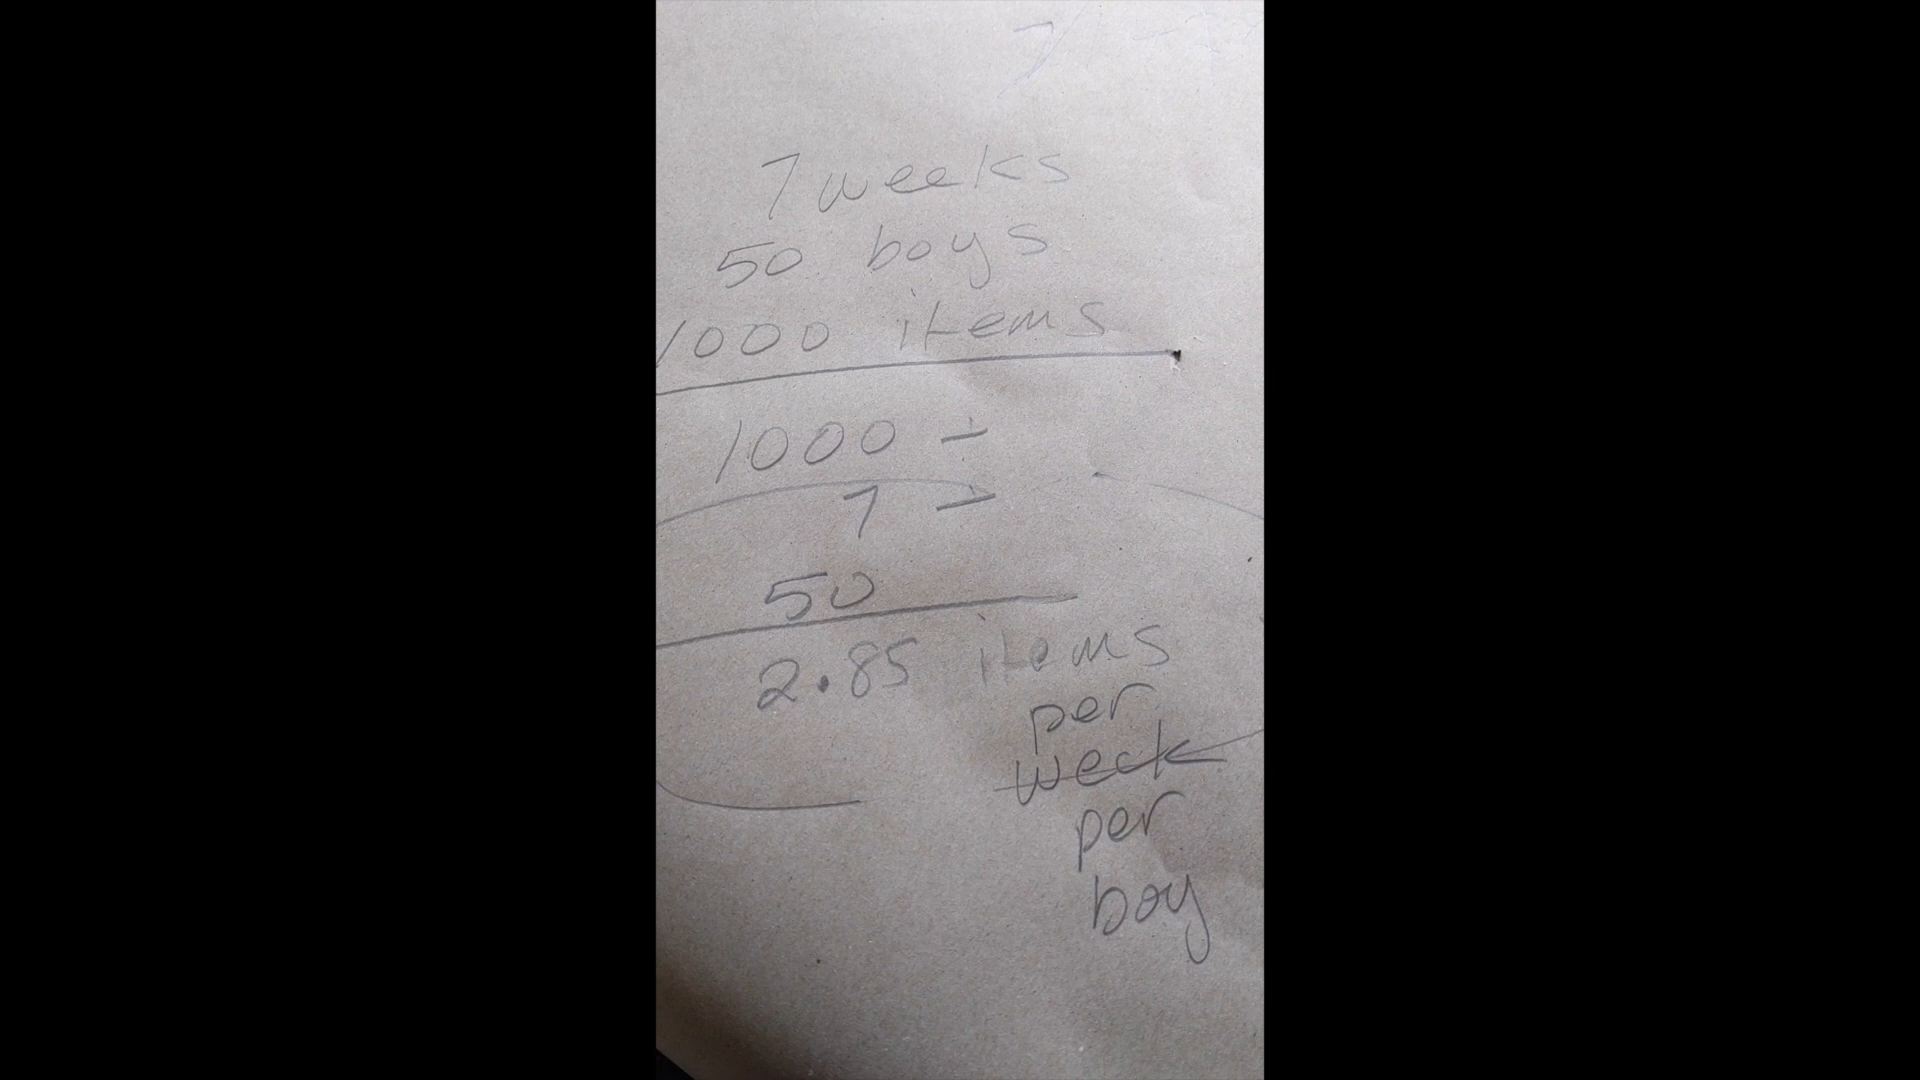 7 weeks
50 boys
1000 items
1000 ÷
7 ÷
50
2.85 items
per
week
per
boy